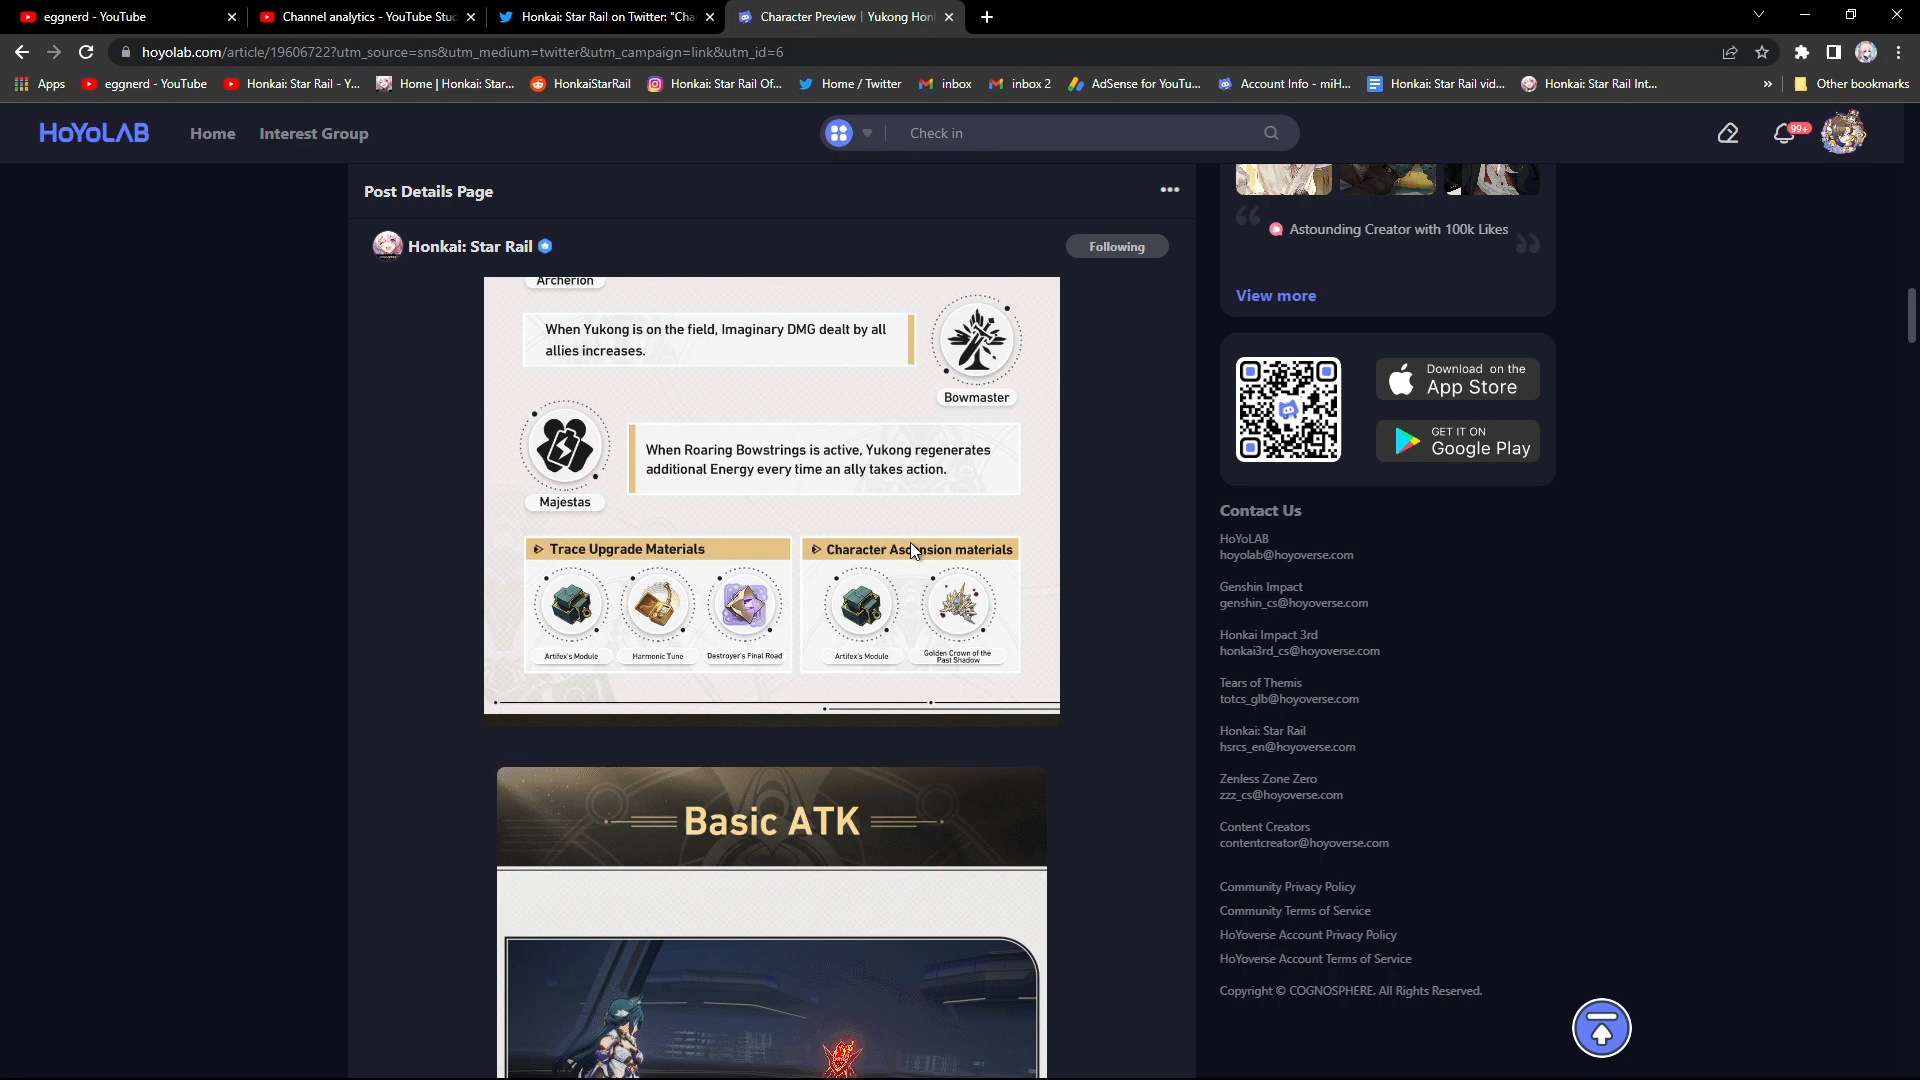 eggnerd - YouTube
Channel analytics - YouTube Stu
Honkai: Star Rail on Twitter: "Cha
Character Preview | Yukong Hon
hoyolab.com/article/19606722?utm_source=sns&utm_medium=twitter&utm_campaign=link&utm_id=6
Apps
eggnerd - YouTube
Honkai: Star Rail - Y...
Home | Honkai: Star...
HonkaiStarRail
Honkai: Star Rail Of...
Home / Twitter
inbox
inbox 2
AdSense for YouTu...
Account Info - miH...
Honkai: Star Rail vid...
Honkai: Star Rail Int...
»
Other bookmarks
HoYoLAB
Home
Interest Group
Check in
99+
Post Details Page
Honkai: Star Rail
Following
Archerion
When Yukong is on the field, Imaginary DMG dealt by all
allies increases.
Bowmaster
When Roaring Bowstrings is active, Yukong regenerates
additional Energy every time an ally takes action.
Majestas
Trace Upgrade Materials
Artifex's Module
Harmonic Tune
Destroyer's Final Road
Character Ascension materials
Artifex's Module
Golden Crown of the
Past Shadow
Basic ATK
Astounding Creator with 100k Likes
View more
Download on the
App Store
GET IT ON
Google Play
Contact Us
HoYoLAB
hoyolab@hoyoverse.com
Genshin Impact
genshin_cs@hoyoverse.com
Honkai Impact 3rd
honkai3rd_cs@hoyoverse.com
Tears of Themis
totcs_glb@hoyoverse.com
Honkai: Star Rail
hsrcs_en@hoyoverse.com
Zenless Zone Zero
zzz_cs@hoyoverse.com
Content Creators
contentcreator@hoyoverse.com
Community Privacy Policy
Community Terms of Service
HoYoverse Account Privacy Policy
HoYoverse Account Terms of Service
Copyright © COGNOSPHERE. All Rights Reserved.